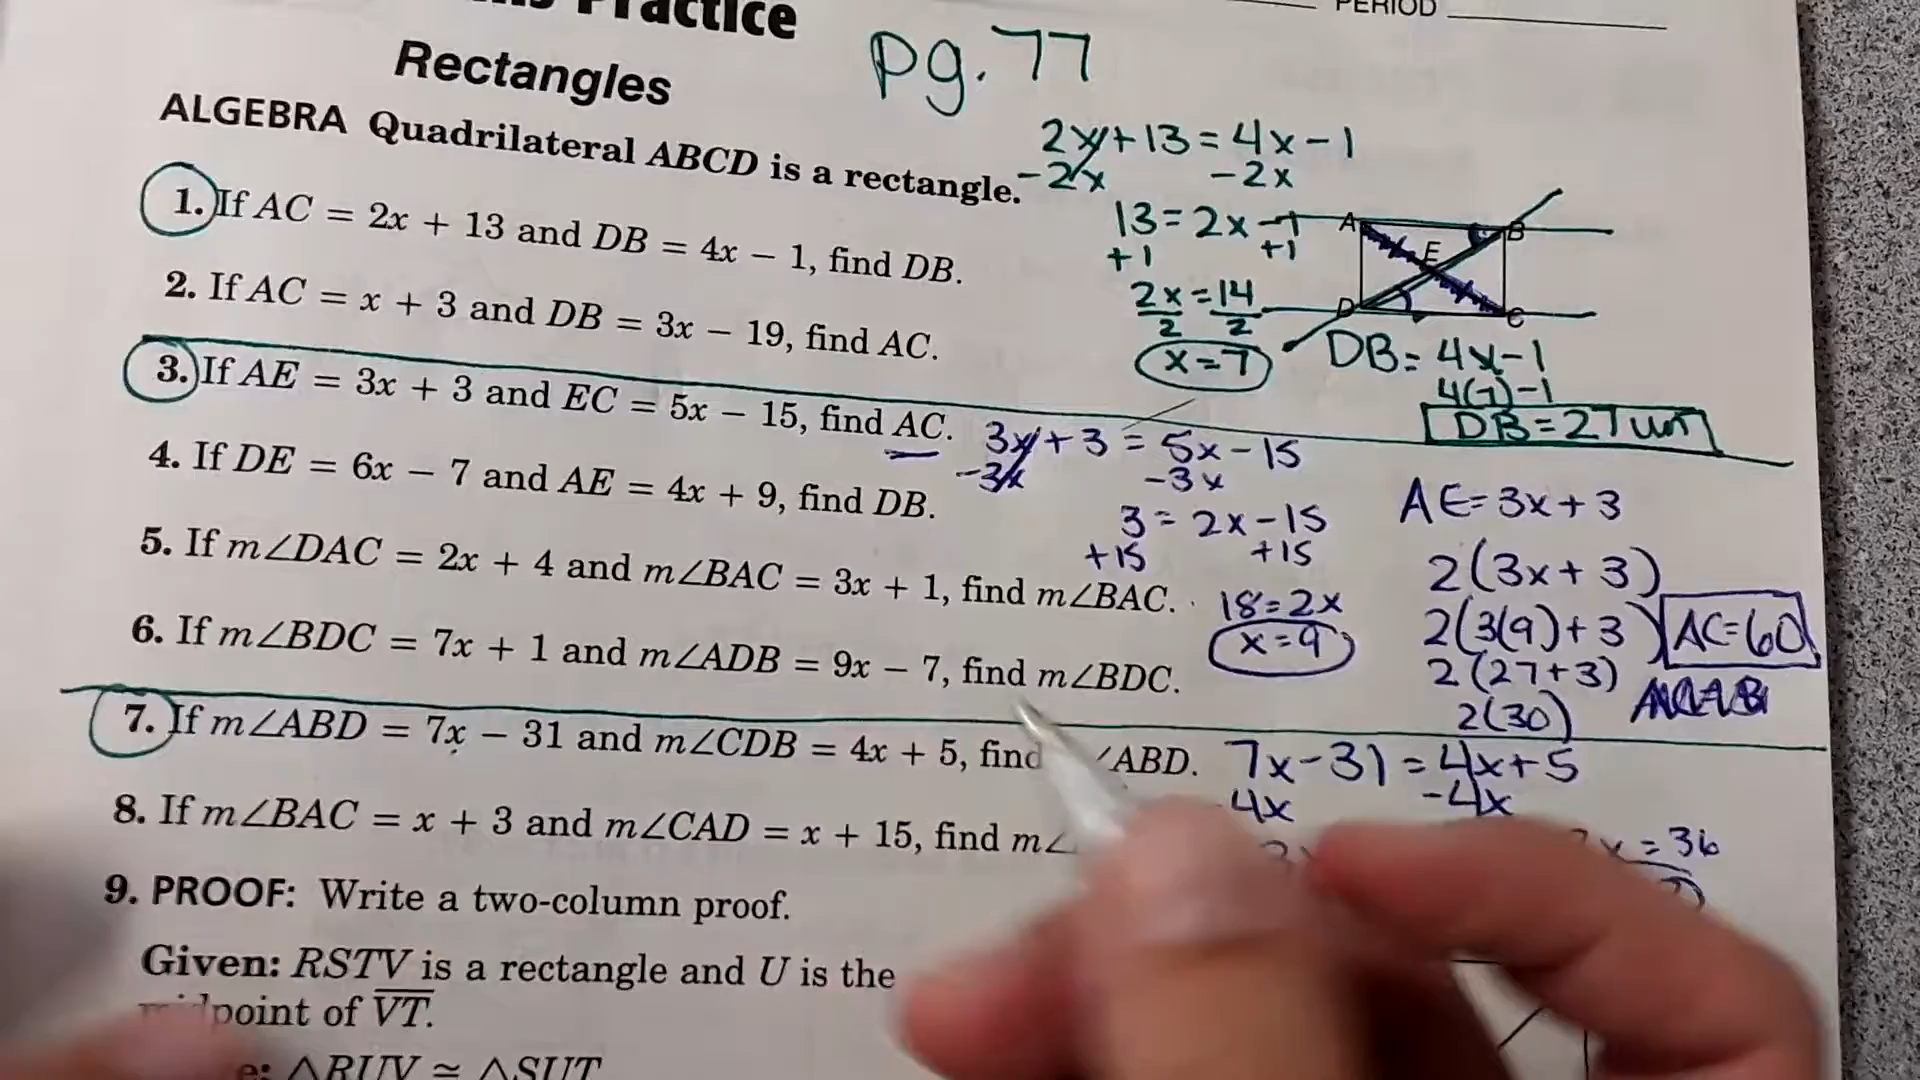 Practice
PERIOD
Rectangles
pg. 77
ALGEBRA Quadrilateral ABCD is a rectangle.
1. If AC = 2x + 13 and DB = 4x − 1, find DB.
2. If AC = x + 3 and DB = 3x − 19, find AC.
3. If AE = 3x + 3 and EC = 5x − 15, find AC.
4. If DE = 6x − 7 and AE = 4x + 9, find DB.
5. If m∠DAC = 2x + 4 and m∠BAC = 3x + 1, find m∠BAC.
6. If m∠BDC = 7x + 1 and m∠ADB = 9x − 7, find m∠BDC.
7. If m∠ABD = 7x − 31 and m∠CDB = 4x + 5, find ∠ABD.
8. If m∠BAC = x + 3 and m∠CAD = x + 15, find m∠
9. PROOF: Write a two-column proof.
Given: RSTV is a rectangle and U is the
point of VT.
△RUV ≅ △SUT
2x+13=4x-1
-2x -2x
13=2x-1
+1 +1
2x=14
2 2
x=7
A B
E
D C
DB=4x-1
4(7)-1
DB=27
3x+3=5x-15
-3x -3x
3=2x-15
+15 +15
18=2x
x=9
AE=3x+3
2(3x+3)
2(3(9)+3)
AC=60
2(27+3)
2(30)
7x-31=4x+5
-4x -4x
=36